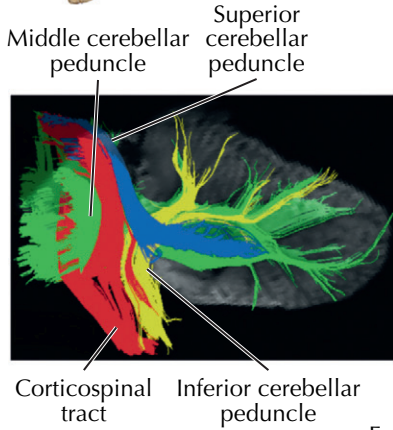 Superior
cerebellar
peduncle
Middle cerebellar
peduncle
Corticospinal
tract
Inferior cerebellar
peduncle